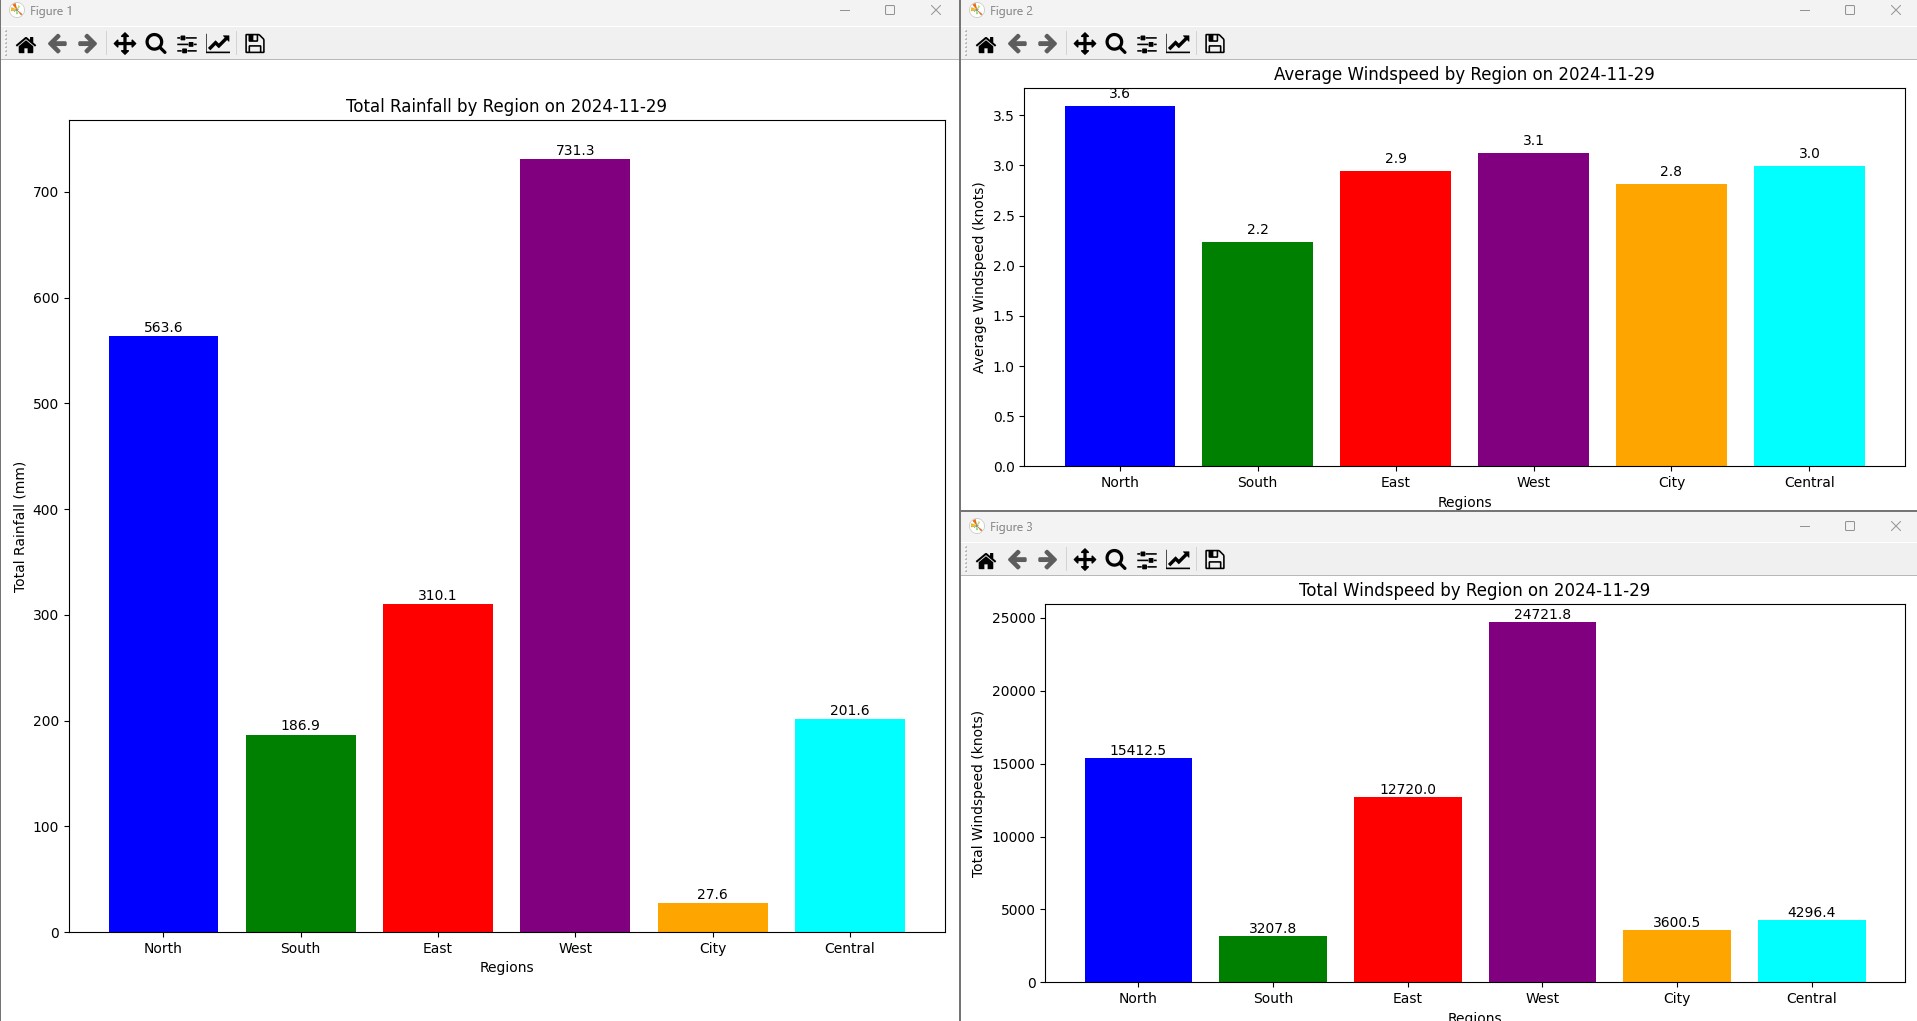 Figure 1
Total Rainfall by Region on 2024-11-29
Total Rainfall (mm)
700
600
500
400
300
200
100
0
563.6
186.9
310.1
731.3
27.6
201.6
North South East West City Central
Regions
Figure 2
Average Windspeed by Region on 2024-11-29
Average Windspeed (knots)
3.5
3.0
2.5
2.0
1.5
1.0
0.5
0.0
3.6
2.2
2.9
3.1
2.8
3.0
North South East West City Central
Regions
Figure 3
Total Windspeed by Region on 2024-11-29
Total Windspeed (knots)
25000
20000
15000
10000
5000
0
15412.5
3207.8
12720.0
24721.8
3600.5
4296.4
North South East West City Central
Regions